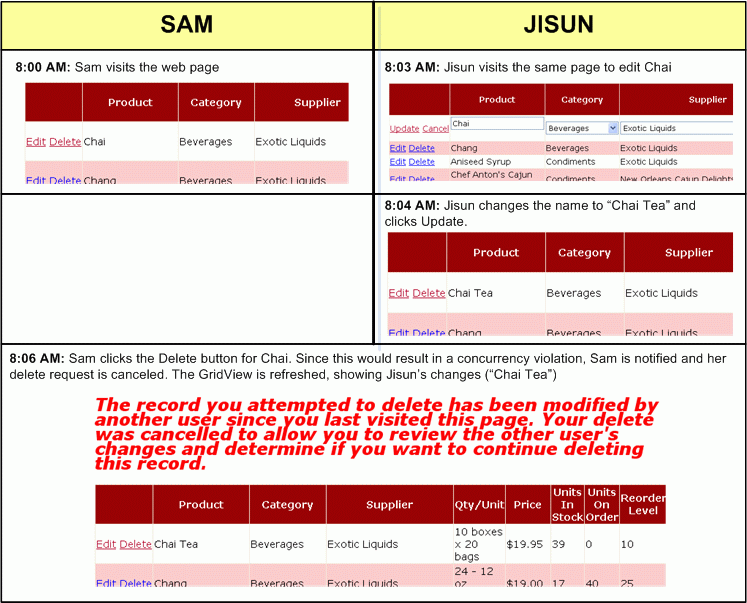 SAM
JISUN
8:00 AM: Sam visits the web page
Product Category Supplier
Edit Delete Chai Beverages Exotic Liquids
Edit Delete Chang Beverages Exotic Liquids
8:03 AM: Jisun visits the same page to edit Chai
Product Category Supplier
Update Cancel Chai Beverages Exotic Liquids
Edit Delete Chang Beverages Exotic Liquids
Edit Delete Aniseed Syrup Condiments Exotic Liquids
Edit Delete Chef Anton's Cajun Condiments New Orleans Cajun Delights
8:04 AM: Jisun changes the name to “Chai Tea” and
clicks Update.
Product Category Supplier
Edit Delete Chai Tea Beverages Exotic Liquids
Edit Delete Chang Beverages Exotic Liquids
8:06 AM: Sam clicks the Delete button for Chai. Since this would result in a concurrency violation, Sam is notified and her
delete request is canceled. The GridView is refreshed, showing Jisun’s changes (“Chai Tea”)
The record you attempted to delete has been modified by
another user since you last visited this page. Your delete
was cancelled to allow you to review the other user's
changes and determine if you want to continue deleting
this record.
Product Category Supplier Qty/Unit Price Units In Stock Units On Order Reorder Level
Edit Delete Chai Tea Beverages Exotic Liquids 10 boxes x 20 bags $19.95 39 0 10
Edit Delete Chang Beverages Exotic Liquids 24 - 12 oz $19.00 17 40 25